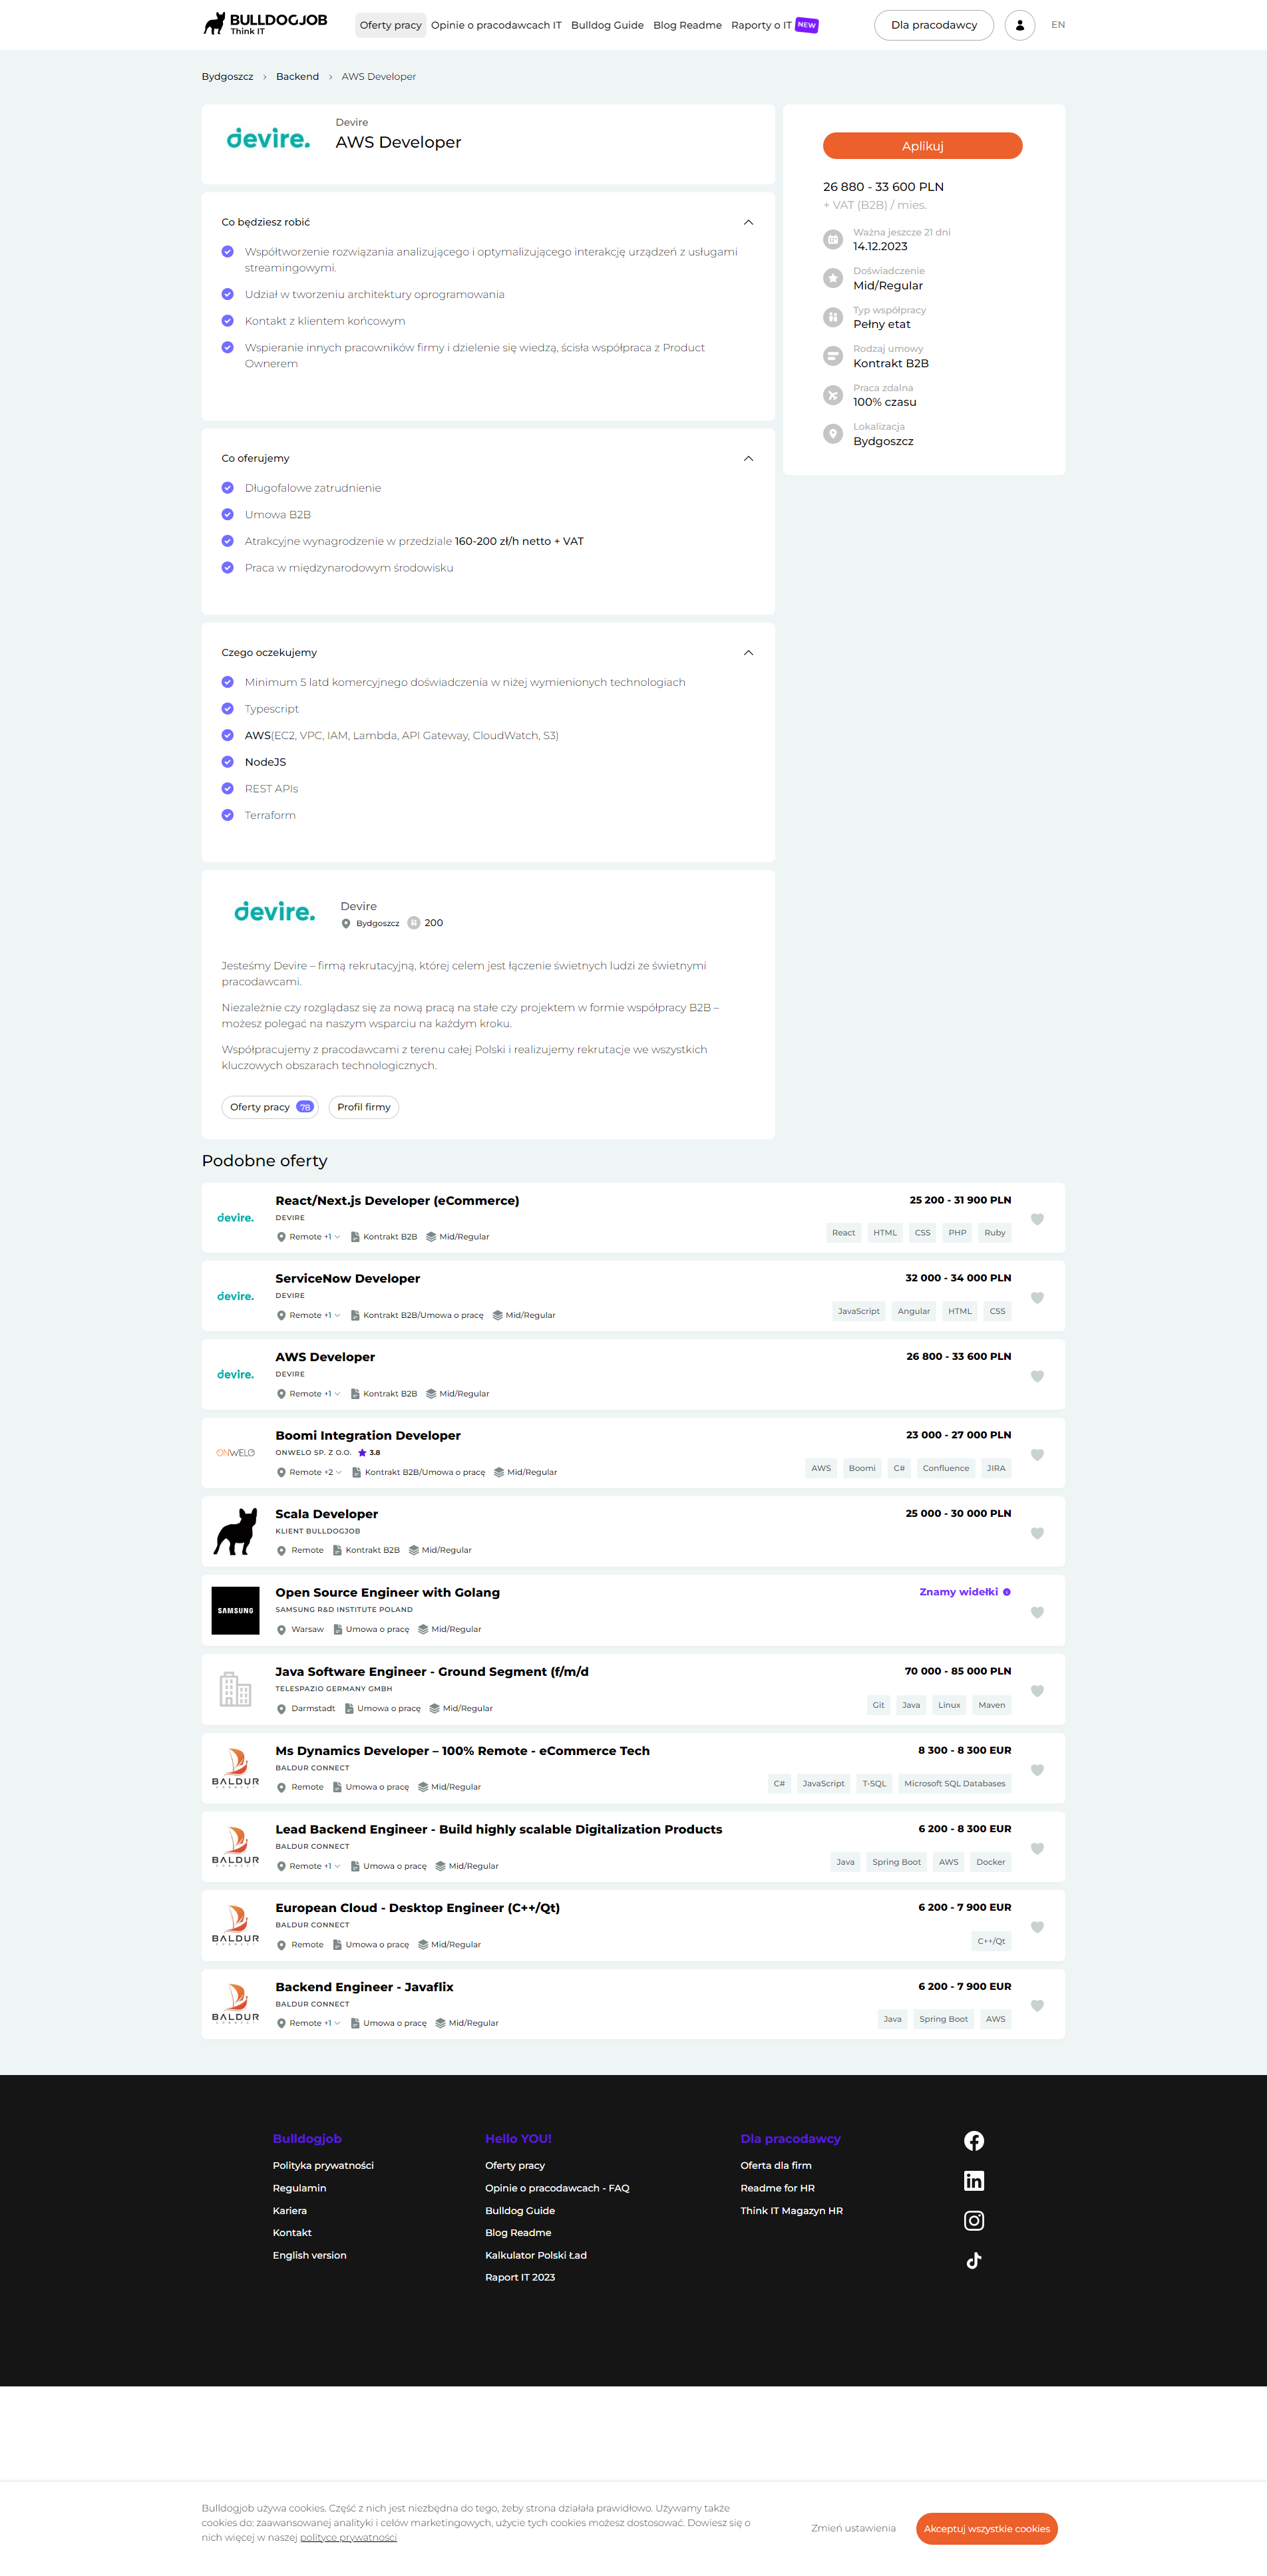 BULLDOGJOB
Think IT
Oferty pracy
Opinie o pracodawcach IT
Bulldog Guide
Blog Readme
Raporty o IT NEW
Dla pracodawcy
EN
Bydgoszcz › Backend › AWS Developer
devire.
Devire
AWS Developer
Co będziesz robić
Współtworzenie rozwiązania analizującego i optymalizującego interakcję urządzeń z usługami
streamingowymi.
Udział w tworzeniu architektury oprogramowania
Kontakt z klientem końcowym
Wspieranie innych pracowników firmy i dzielenie się wiedzą, ścisła współpraca z Product
Ownerem
Co oferujemy
Długofalowe zatrudnienie
Umowa B2B
Atrakcyjne wynagrodzenie w przedziale 160-200 zł/h netto + VAT
Praca w międzynarodowym środowisku
Czego oczekujemy
Minimum 5 latd komercyjnego doświadczenia w niżej wymienionych technologiach
Typescript
AWS(EC2, VPC, IAM, Lambda, API Gateway, CloudWatch, S3)
NodeJS
REST APIs
Terraform
devire.
Devire
Bydgoszcz 200
Jesteśmy Devire – firmą rekrutacyjną, której celem jest łączenie świetnych ludzi ze świetnymi
pracodawcami.
Niezależnie czy rozglądasz się za nową pracą na stałe czy projektem w formie współpracy B2B –
możesz polegać na naszym wsparciu na każdym kroku.
Współpracujemy z pracodawcami z terenu całej Polski i realizujemy rekrutacje we wszystkich
kluczowych obszarach technologicznych.
Oferty pracy 78
Profil firmy
Aplikuj
26 880 - 33 600 PLN
+ VAT (B2B) / mies.
Ważna jeszcze 21 dni
14.12.2023
Doświadczenie
Mid/Regular
Typ współpracy
Pełny etat
Rodzaj umowy
Kontrakt B2B
Praca zdalna
100% czasu
Lokalizacja
Bydgoszcz
Podobne oferty
devire.
React/Next.js Developer (eCommerce)
DEVIRE
Remote +1 Kontrakt B2B Mid/Regular
25 200 - 31 900 PLN
React HTML CSS PHP Ruby
devire.
ServiceNow Developer
DEVIRE
Remote +1 Kontrakt B2B/Umowa o pracę Mid/Regular
32 000 - 34 000 PLN
JavaScript Angular HTML CSS
devire.
AWS Developer
DEVIRE
Remote +1 Kontrakt B2B Mid/Regular
26 800 - 33 600 PLN
ONWELO
Boomi Integration Developer
ONWELO SP. Z O.O. 3.8
Remote +2 Kontrakt B2B/Umowa o pracę Mid/Regular
23 000 - 27 000 PLN
AWS Boomi C# Confluence JIRA
Scala Developer
KLIENT BULLDOGJOB
Remote Kontrakt B2B Mid/Regular
25 000 - 30 000 PLN
SAMSUNG
Open Source Engineer with Golang
SAMSUNG R&D INSTITUTE POLAND
Warsaw Umowa o pracę Mid/Regular
Znamy widełki
Java Software Engineer - Ground Segment (f/m/d
TELESPAZIO GERMANY GMBH
Darmstadt Umowa o pracę Mid/Regular
70 000 - 85 000 PLN
Git Java Linux Maven
BALDUR
CONNECT
Ms Dynamics Developer – 100% Remote - eCommerce Tech
BALDUR CONNECT
Remote Umowa o pracę Mid/Regular
8 300 - 8 300 EUR
C# JavaScript T-SQL Microsoft SQL Databases
BALDUR
CONNECT
Lead Backend Engineer - Build highly scalable Digitalization Products
BALDUR CONNECT
Remote +1 Umowa o pracę Mid/Regular
6 200 - 8 300 EUR
Java Spring Boot AWS Docker
BALDUR
CONNECT
European Cloud - Desktop Engineer (C++/Qt)
BALDUR CONNECT
Remote Umowa o pracę Mid/Regular
6 200 - 7 900 EUR
C++/Qt
BALDUR
CONNECT
Backend Engineer - Javaflix
BALDUR CONNECT
Remote +1 Umowa o pracę Mid/Regular
6 200 - 7 900 EUR
Java Spring Boot AWS
Bulldogjob
Polityka prywatności
Regulamin
Kariera
Kontakt
English version
Hello YOU!
Oferty pracy
Opinie o pracodawcach - FAQ
Bulldog Guide
Blog Readme
Kalkulator Polski Ład
Raport IT 2023
Dla pracodawcy
Oferta dla firm
Readme for HR
Think IT Magazyn HR
Bulldogjob używa cookies. Część z nich jest niezbędna do tego, żeby strona działała prawidłowo. Używamy także
cookies do: zaawansowanej analityki i celów marketingowych, użycie tych cookies możesz dostosować. Dowiesz się o
nich więcej w naszej polityce prywatności
Zmień ustawienia
Akceptuj wszystkie cookies